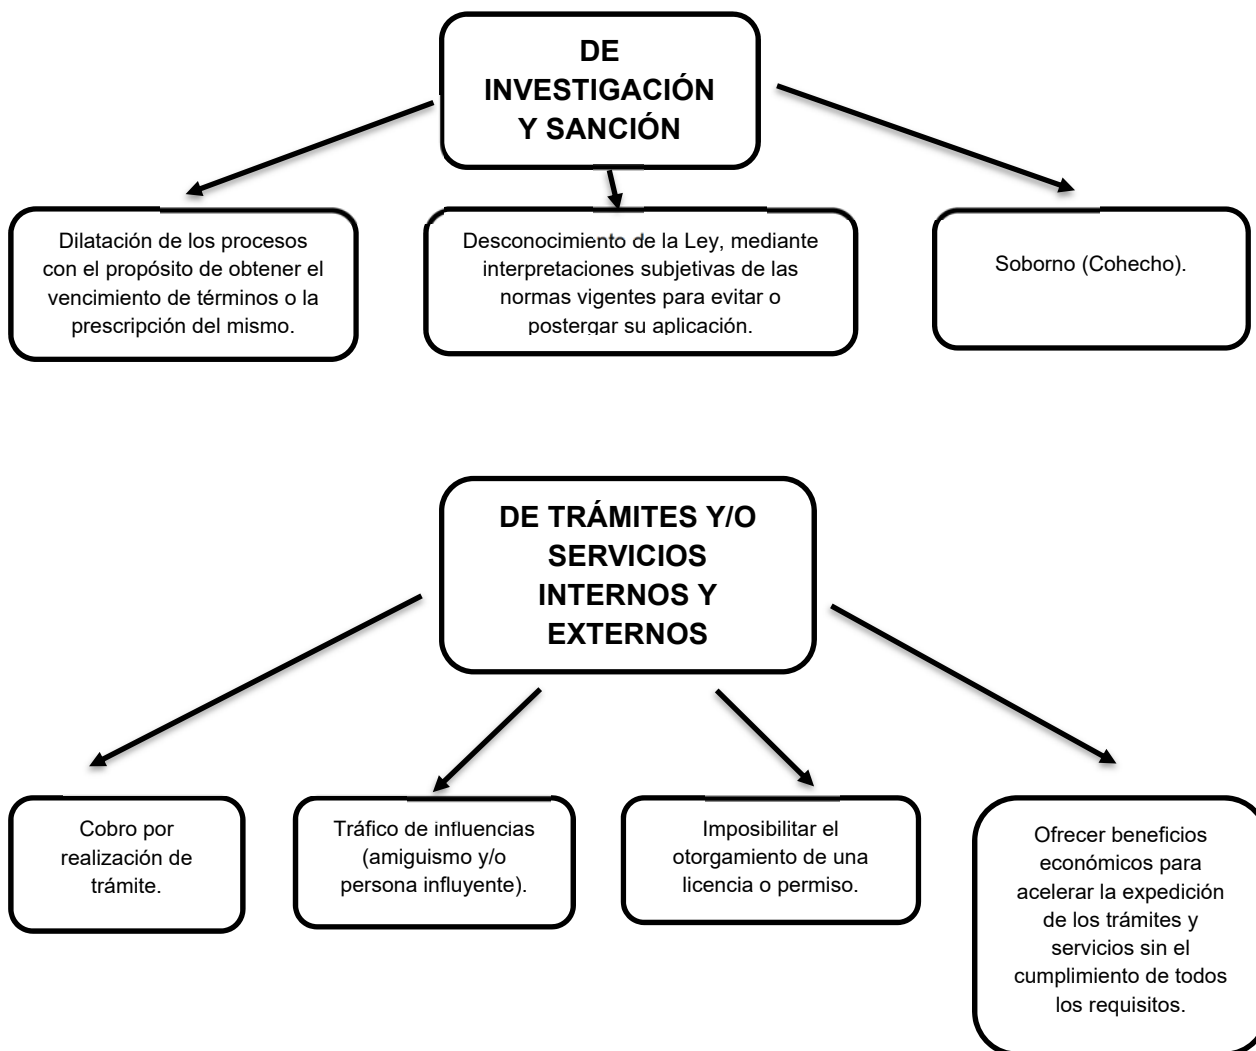 DE
INVESTIGACIÓN
Y SANCIÓN
Dilatación de los procesos
con el propósito de obtener el
vencimiento de términos o la
prescripción del mismo.
Desconocimiento de la Ley, mediante
interpretaciones subjetivas de las
normas vigentes para evitar o
postergar su aplicación.
Soborno (Cohecho).
DE TRÁMITES Y/O
SERVICIOS
INTERNOS Y
EXTERNOS
Cobro por
realización de
trámite.
Tráfico de influencias
(amiguismo y/o
persona influyente).
Imposibilitar el
otorgamiento de una
licencia o permiso.
Ofrecer beneficios
económicos para
acelerar la expedición
de los trámites y
servicios sin el
cumplimiento de todos
los requisitos.